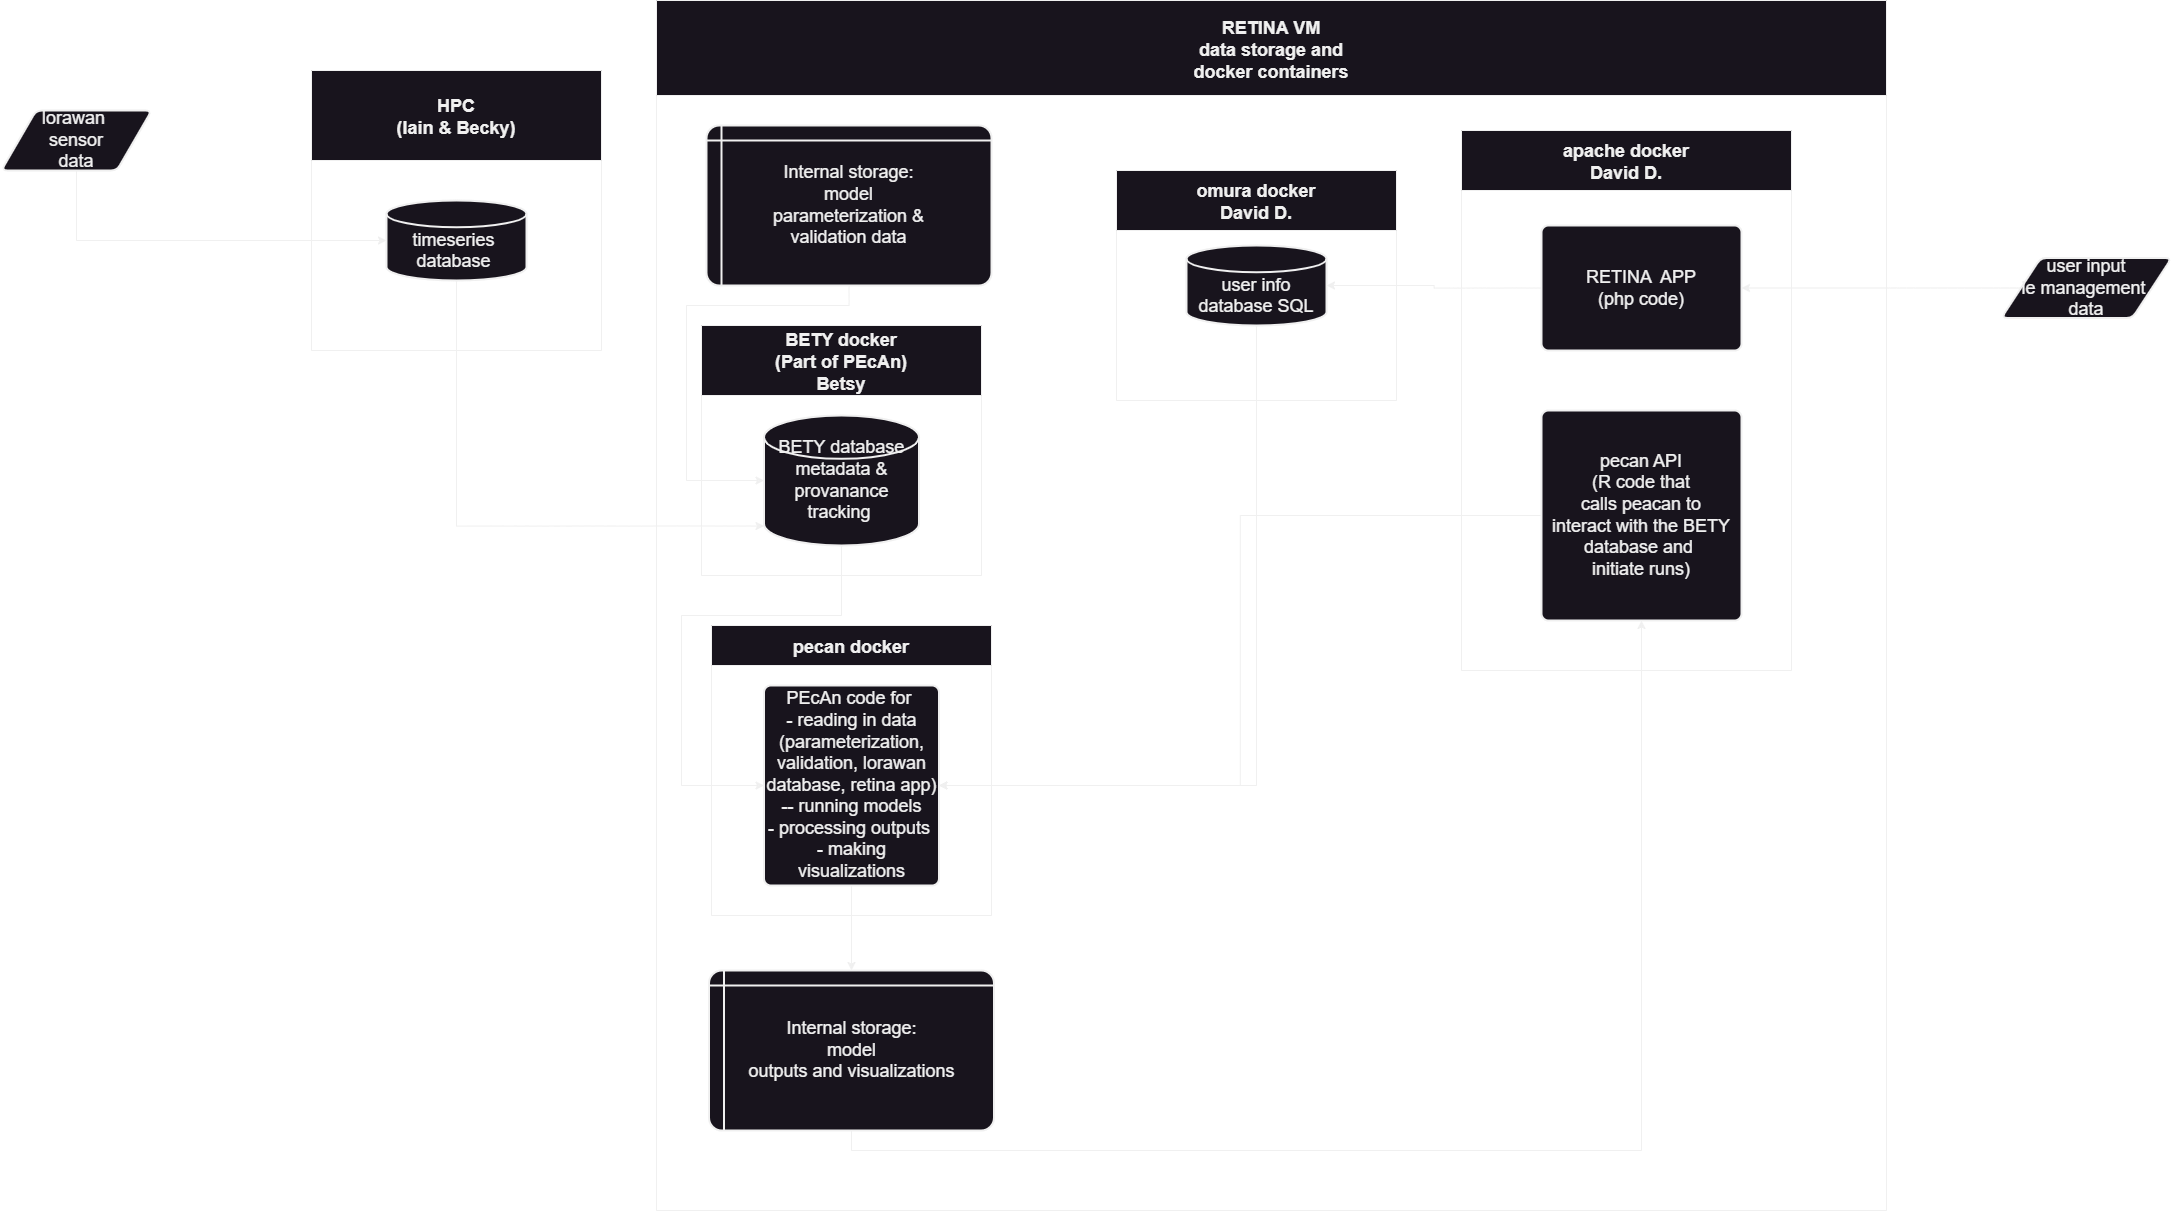 RETINA VM
data storage and
docker containers
lorawan
sensor
data
HPC
(Iain & Becky)
timeseries
database
Internal storage:
model
parameterization &
validation data
BETY docker
(Part of PEcAn)
Betsy
BETY database
metadata &
provanance
tracking
pecan docker
PEcAn code for
- reading in data
(parameterization,
validation, lorawan
database, retina app)
-- running models
- processing outputs
- making
visualizations
Internal storage:
model
outputs and visualizations
omura docker
David D.
user info
database SQL
apache docker
David D.
RETINA  APP
(php code)
pecan API
(R code that
calls peacan to
interact with the BETY
database and
initiate runs)
user input
ie management
data